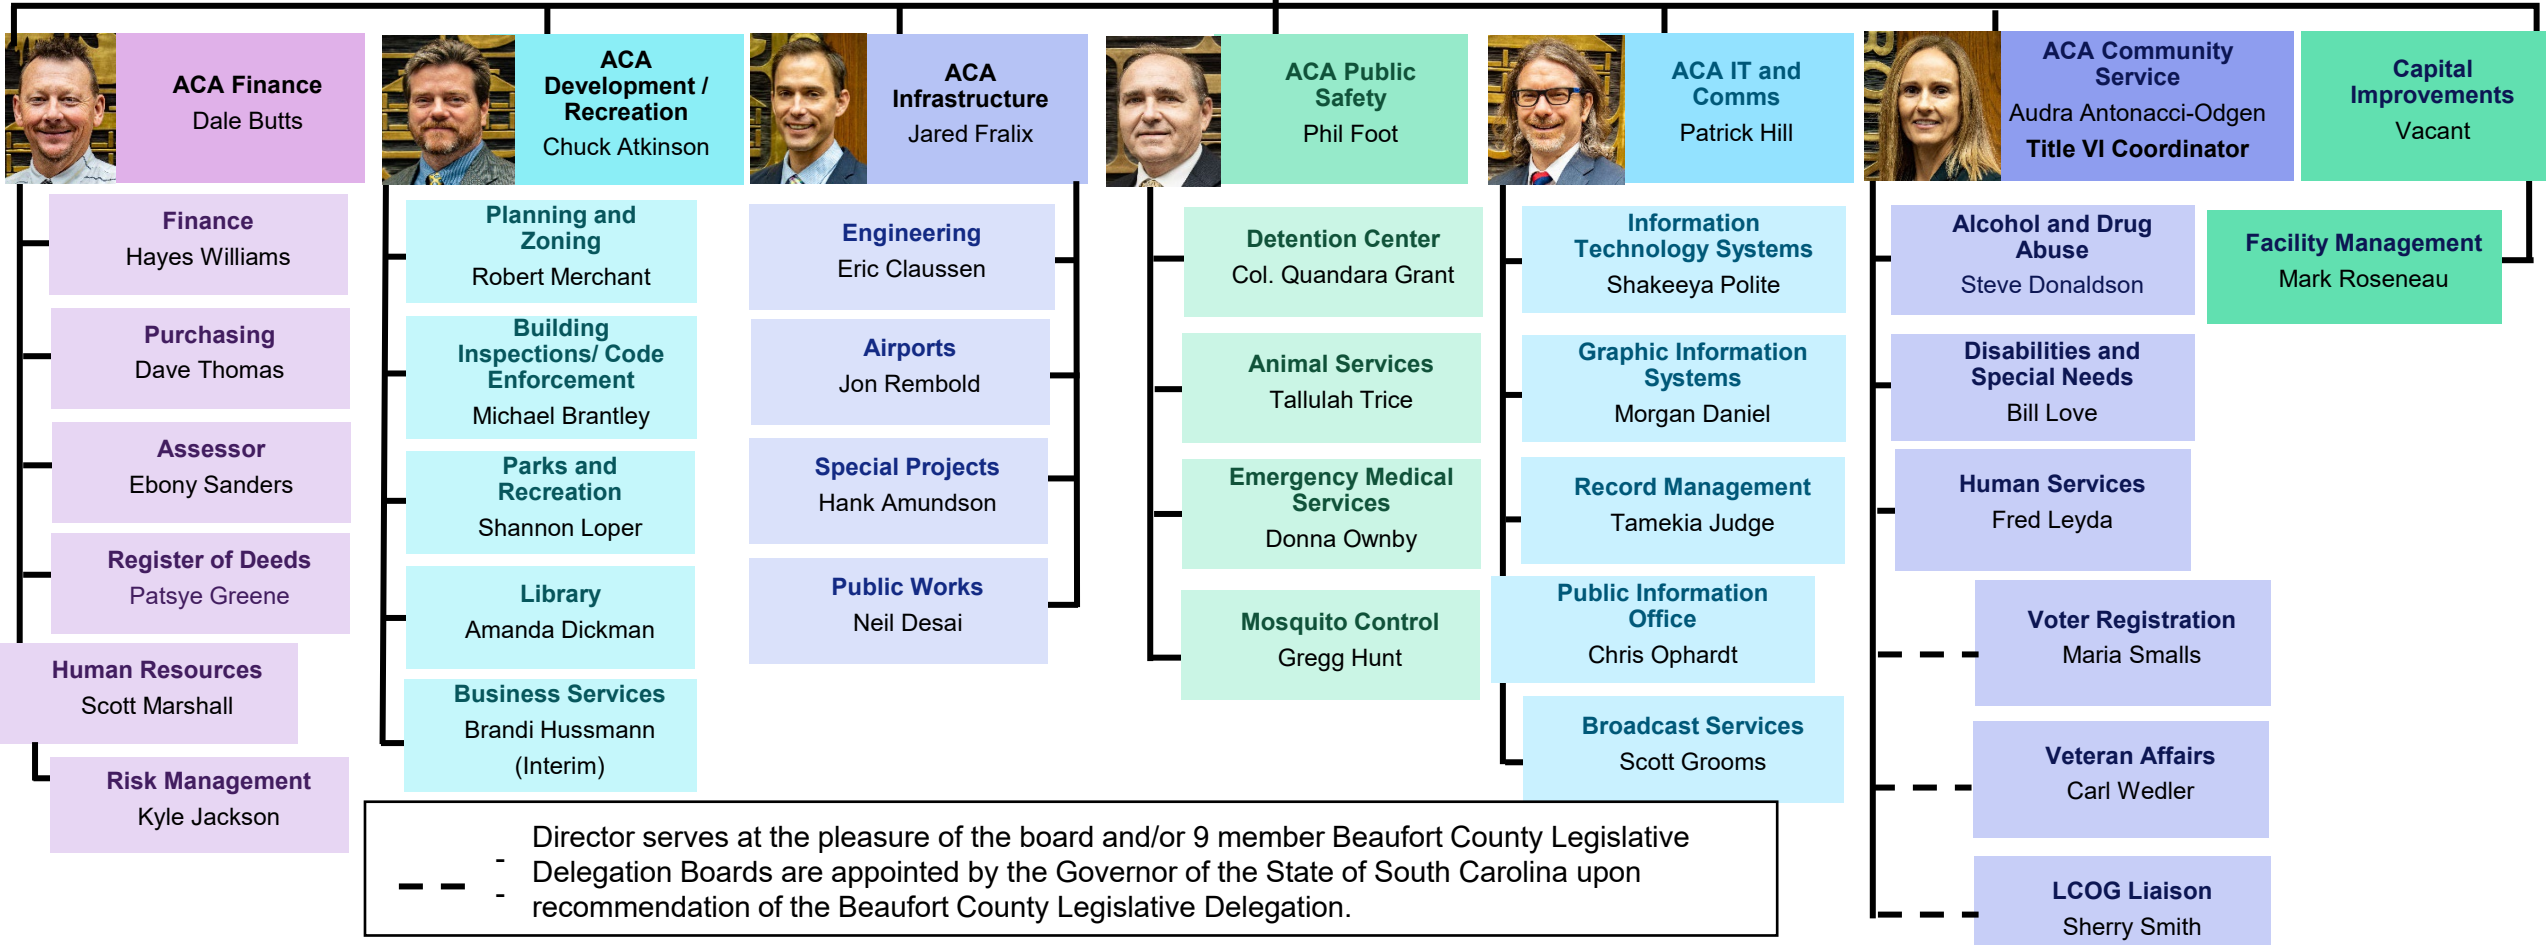 ACA Finance
Dale Butts
ACA
Development /
Recreation
Chuck Atkinson
ACA
Infrastructure
Jared Fralix
ACA Public
Safety
Phil Foot
ACA IT and
Comms
Patrick Hill
ACA Community
Service
Audra Antonacci-Odgen
Title VI Coordinator
Capital
Improvements
Vacant
Finance
Hayes Williams
Purchasing
Dave Thomas
Assessor
Ebony Sanders
Register of Deeds
Patsye Greene
Human Resources
Scott Marshall
Risk Management
Kyle Jackson
Planning and
Zoning
Robert Merchant
Building
Inspections/ Code
Enforcement
Michael Brantley
Parks and
Recreation
Shannon Loper
Library
Amanda Dickman
Business Services
Brandi Hussmann
(Interim)
Engineering
Eric Claussen
Airports
Jon Rembold
Special Projects
Hank Amundson
Public Works
Neil Desai
Detention Center
Col. Quandara Grant
Animal Services
Tallulah Trice
Emergency Medical
Services
Donna Ownby
Mosquito Control
Gregg Hunt
Information
Technology Systems
Shakeeya Polite
Graphic Information
Systems
Morgan Daniel
Record Management
Tamekia Judge
Public Information
Office
Chris Ophardt
Broadcast Services
Scott Grooms
Alcohol and Drug
Abuse
Steve Donaldson
Disabilities and
Special Needs
Bill Love
Human Services
Fred Leyda
Voter Registration
Maria Smalls
Veteran Affairs
Carl Wedler
LCOG Liaison
Sherry Smith
Facility Management
Mark Roseneau
Director serves at the pleasure of the board and/or 9 member Beaufort County Legislative
- Delegation Boards are appointed by the Governor of the State of South Carolina upon
- recommendation of the Beaufort County Legislative Delegation.